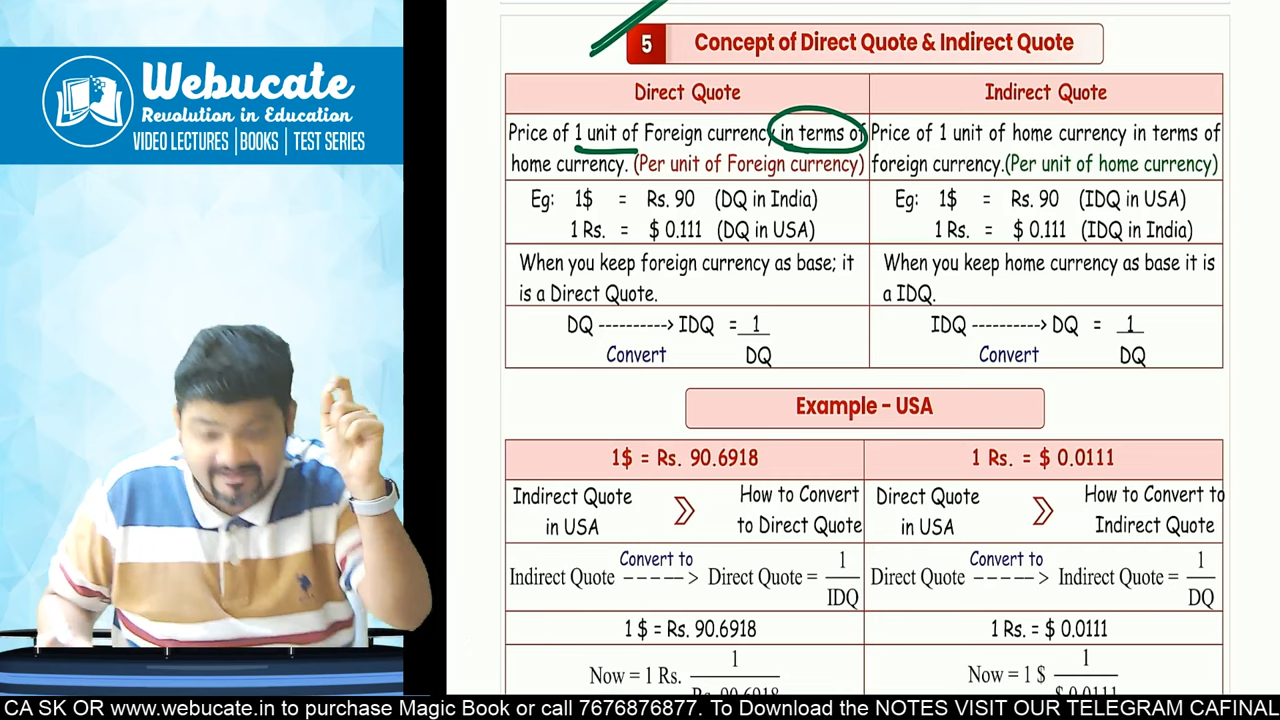 Webucate
Revolution in Education
VIDEO LECTURES | BOOKS | TEST SERIES
5 Concept of Direct Quote & Indirect Quote
Direct Quote Indirect Quote
Price of 1 unit of Foreign currency in terms of Price of 1 unit of home currency in terms of
home currency. (Per unit of Foreign currency) foreign currency.(Per unit of home currency)
Eg: 1$ = Rs. 90 (DQ in India) Eg: 1$ = Rs. 90 (IDQ in USA)
1 Rs. = $ 0.111 (DQ in USA) 1 Rs. = $ 0.111 (IDQ in India)
When you keep foreign currency as base; it When you keep home currency as base it is
is a Direct Quote. a IDQ.
DQ ----------> IDQ = 1 IDQ ----------> DQ = 1
Convert DQ Convert DQ
Example - USA
1$ = Rs. 90.6918 1 Rs. = $ 0.0111
Indirect Quote How to Convert Direct Quote How to Convert to
in USA to Direct Quote in USA Indirect Quote
Convert to 1 Convert to 1
Indirect Quote -----> Direct Quote = Direct Quote -----> Indirect Quote =
IDQ DQ
1 $ = Rs. 90.6918 1 Rs. = $ 0.0111
1 1
Now = 1 Rs. Now = 1 $
Rs. 90.6918 $ 0.0111
CA SK OR www.webucate.in to purchase Magic Book or call 7676876877. To Download the NOTES VISIT OUR TELEGRAM CAFINAL